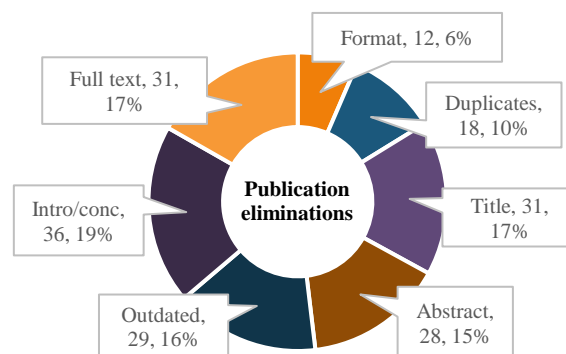 Format, 12, 6%
Full text, 31,
17%
Duplicates,
18, 10%
Publication
eliminations
Intro/conc,
36, 19%
Title, 31,
17%
Outdated,
29, 16%
Abstract,
28, 15%